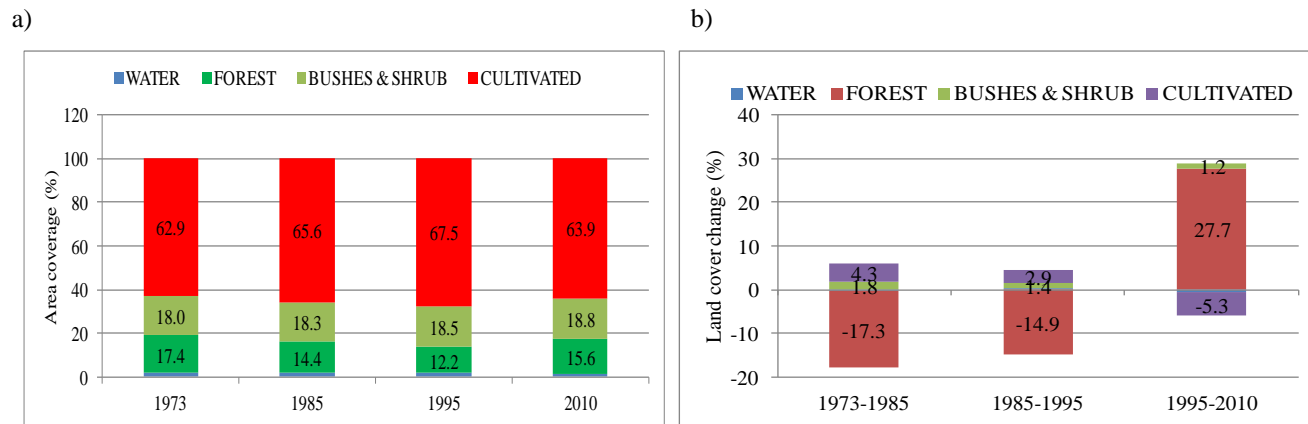 a)
WATER FOREST BUSHES & SHRUB CULTIVATED
Area coverage (%)
120
100
80
60
40
20
0
62.9 65.6 67.5 63.9
18.0 18.3 18.5 18.8
17.4 14.4 12.2 15.6
1973 1985 1995 2010
b)
WATER FOREST BUSHES & SHRUB CULTIVATED
Land cover change (%)
40
30
20
10
0
-10
-20
4.3 2.9 1.2
1.8 1.4 27.7
-17.3 -14.9 -5.3
1973-1985 1985-1995 1995-2010